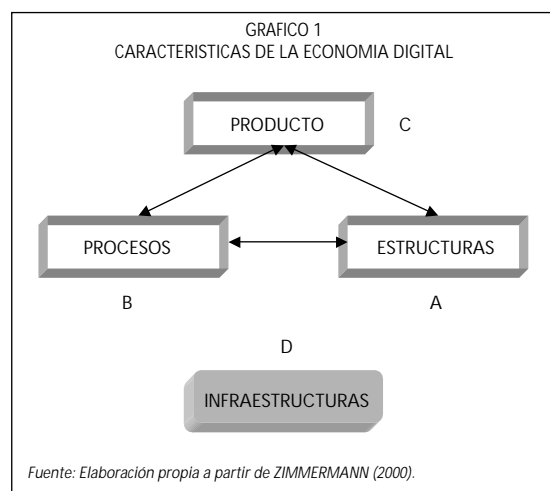 GRAFICO 1
CARACTERISTICAS DE LA ECONOMIA DIGITAL
PRODUCTO C
PROCESOS ESTRUCTURAS
B A
D
INFRAESTRUCTURAS
Fuente: Elaboración propia a partir de ZIMMERMANN (2000).